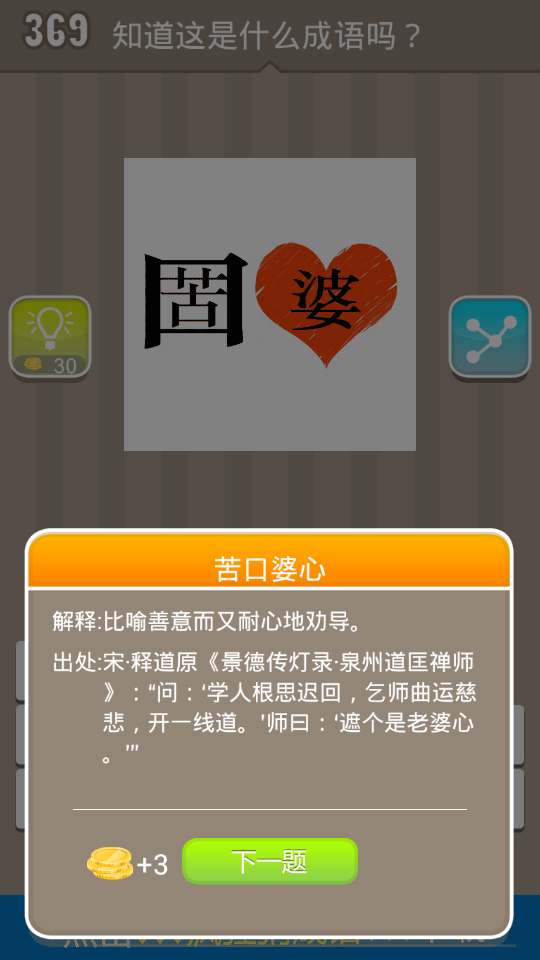 369 知道这是什么成语吗？
苦 婆
30
苦口婆心
解释:比喻善意而又耐心地劝导。
出处:宋·释道原《景德传灯录·泉州道匡禅师
》：“问：‘学人根思迟回，乞师曲运慈
悲，开一线道。’师曰：‘遮个是老婆心
。’”
+3 下一题